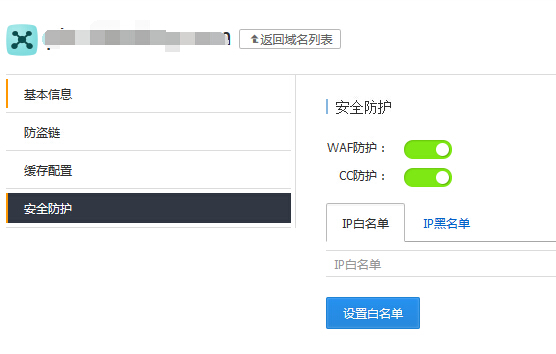 返回域名列表
基本信息
防盗链
缓存配置
安全防护
安全防护
WAF防护：
CC防护：
IP白名单 IP黑名单
IP白名单
设置白名单